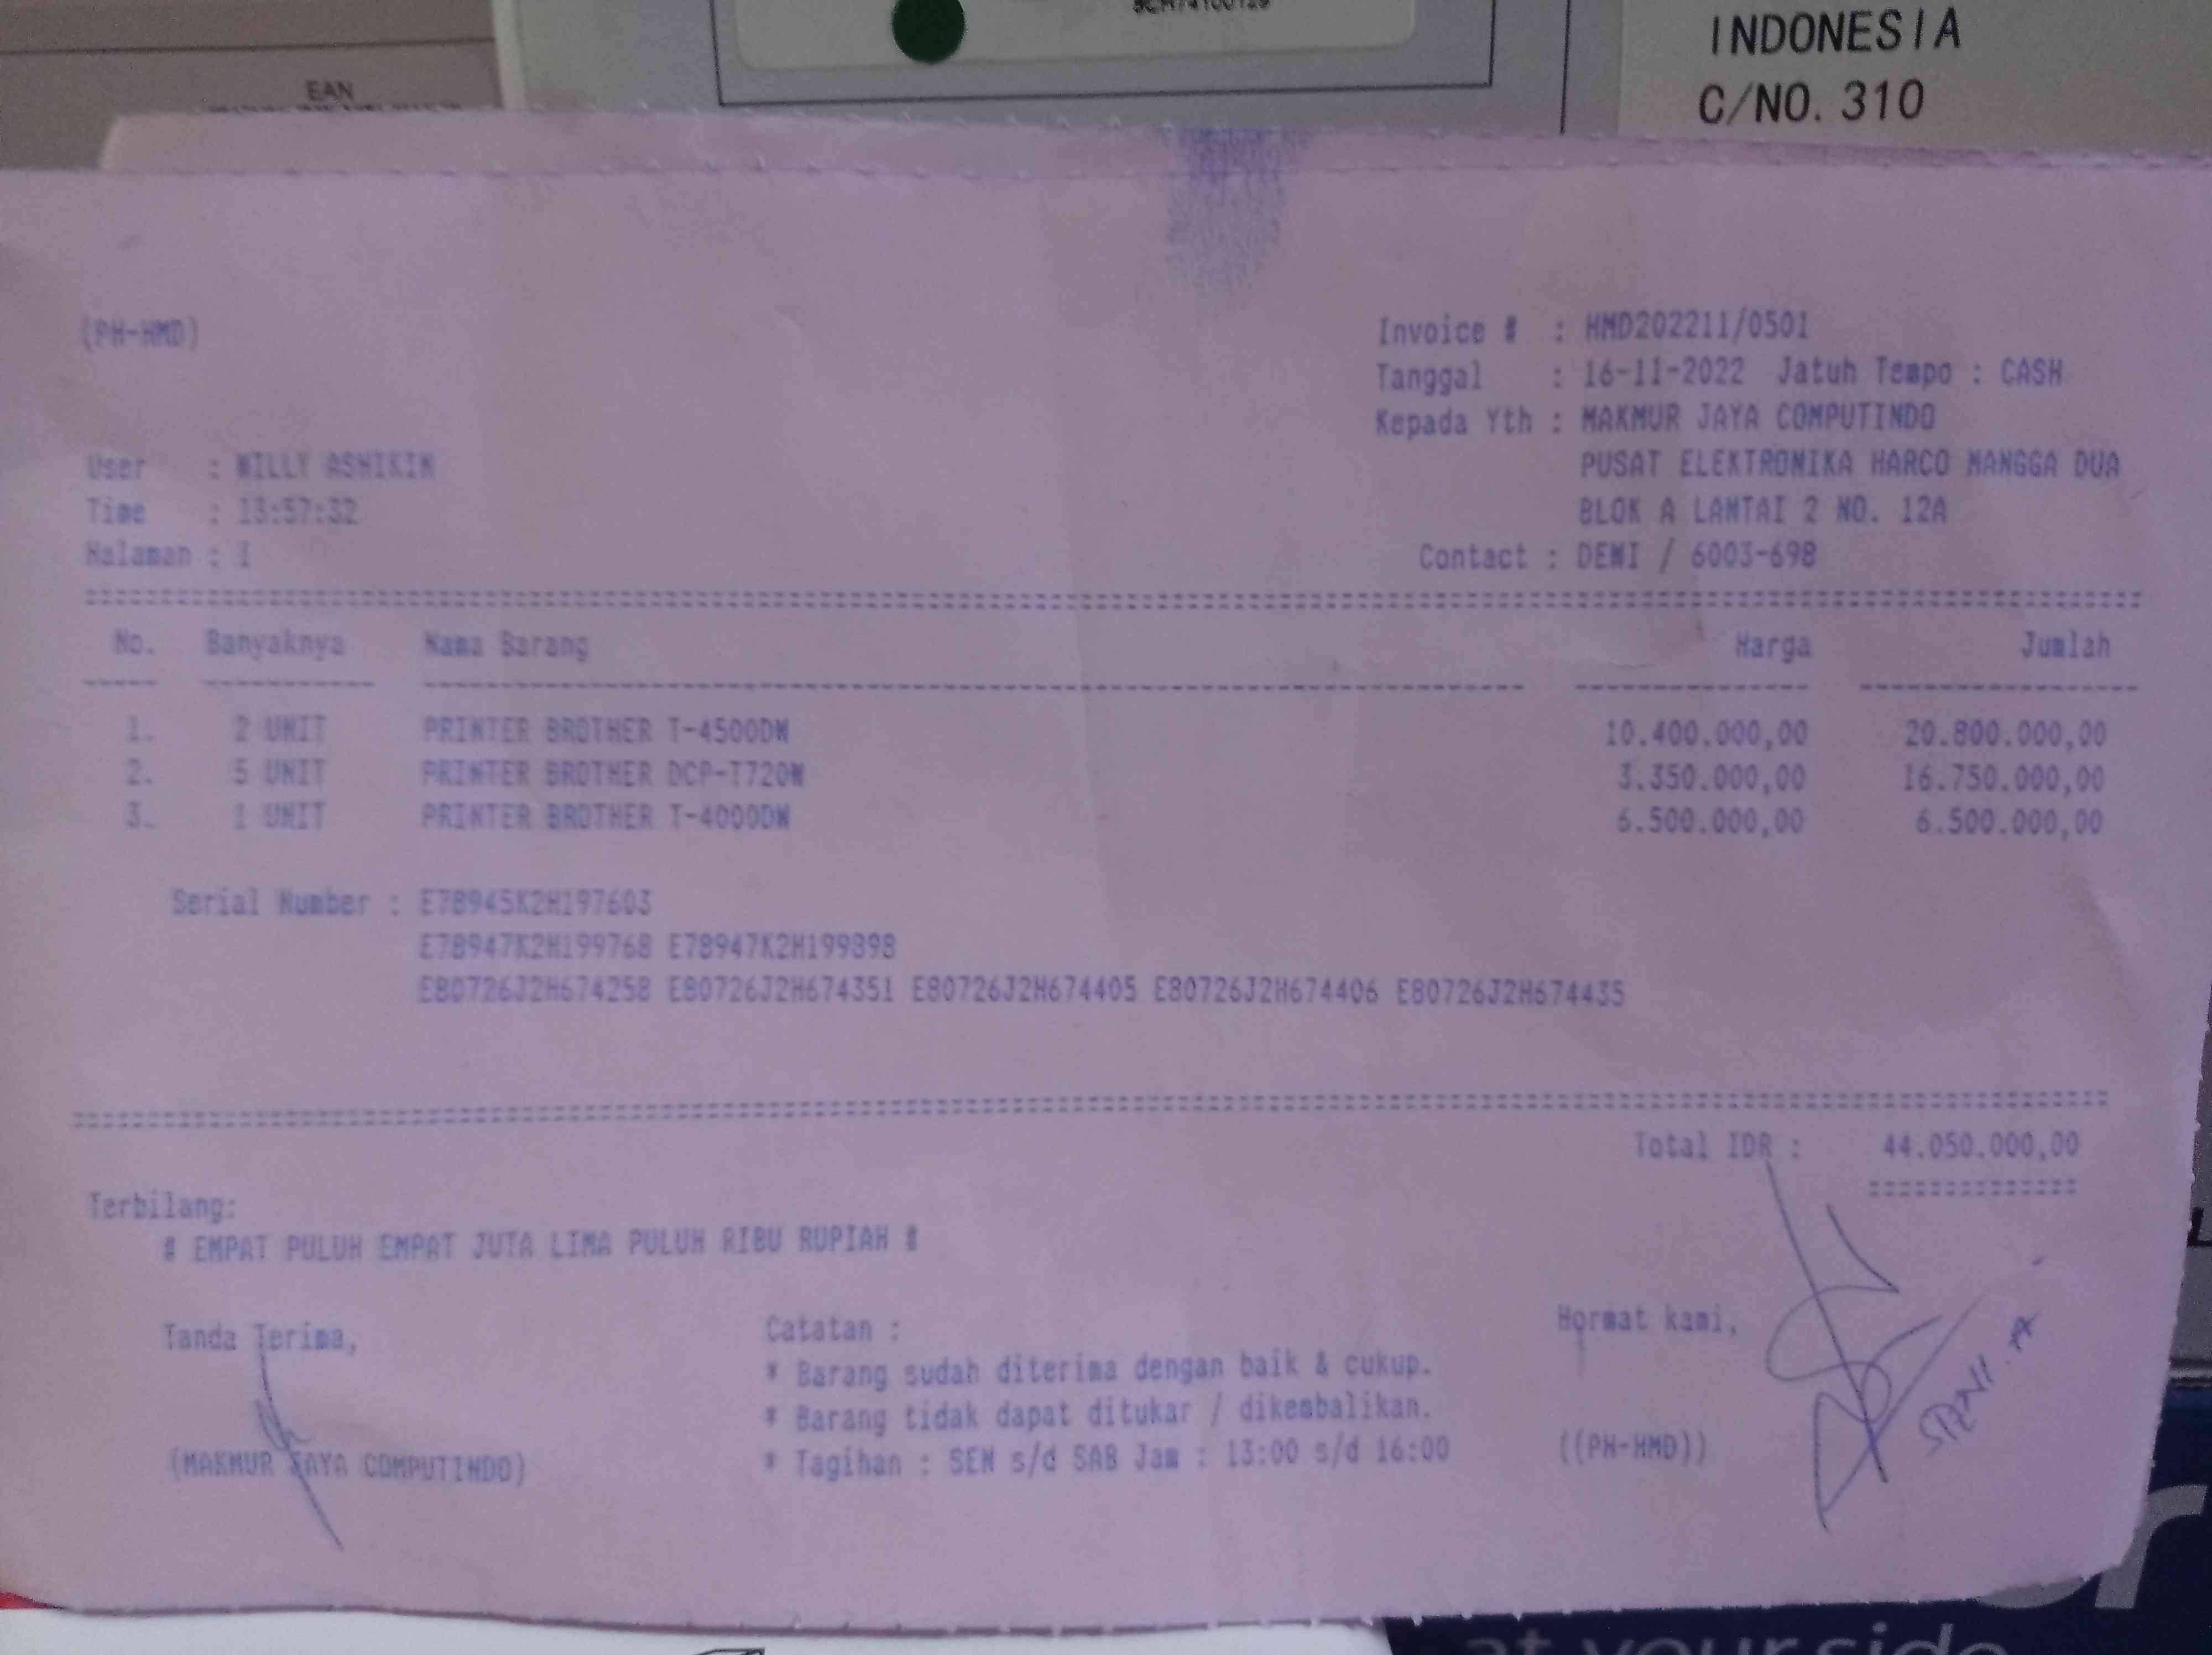 EAN
INDONESIA
C/NO. 310
(PH-HMD)
Invoice # : HMD202211/0501
Tanggal : 16-11-2022 Jatuh Tempo : CASH
Kepada Yth : MAKMUR JAYA COMPUTINDO
PUSAT ELEKTRONIKA HARCO MANGGA DUA
BLOK A LANTAI 2 NO. 12A
Contact : DEWI / 6003-698
User : WILLY ASHIKIN
Time : 13:57:32
Halaman : 1
No. Banyaknya Nama Barang Harga Jumlah
1. 2 UNIT PRINTER BROTHER T-4500DW 10.400.000,00 20.800.000,00
2. 5 UNIT PRINTER BROTHER DCP-T720W 3.350.000,00 16.750.000,00
3. 1 UNIT PRINTER BROTHER T-4000DW 6.500.000,00 6.500.000,00
Serial Number : E78945K2H197603
E78947K2H199768 E78947K2H199898
E80726J2H674258 E80726J2H674351 E80726J2H674405 E80726J2H674406 E80726J2H674435
Total IDR : 44.050.000,00
Terbilang:
# EMPAT PULUH EMPAT JUTA LIMA PULUH RIBU RUPIAH #
Tanda Terima,
(MAKMUR JAYA COMPUTINDO)
Catatan :
* Barang sudah diterima dengan baik & cukup.
* Barang tidak dapat ditukar / dikembalikan.
* Tagihan : SEN s/d SAB Jam : 13:00 s/d 16:00
Hormat kami,
((PH-HMD))
at your side